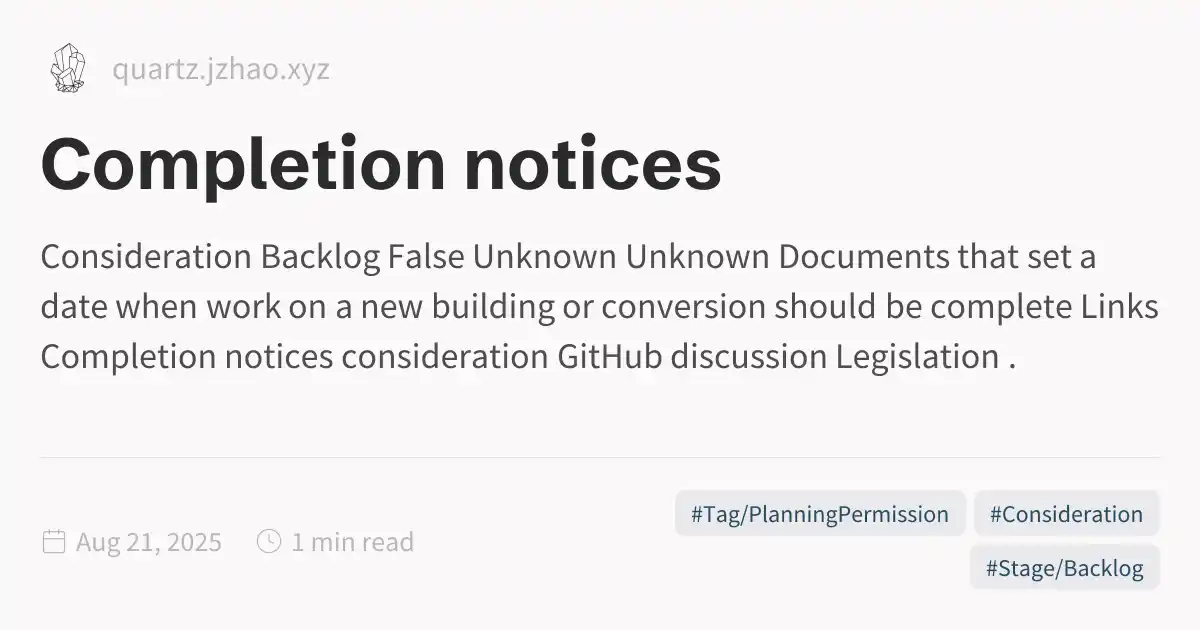 quartz.jzhao.xyz
Completion notices
Consideration Backlog False Unknown Unknown Documents that set a
date when work on a new building or conversion should be complete Links
Completion notices consideration GitHub discussion Legislation .
#Tag/PlanningPermission #Consideration
Aug 21, 2025 1 min read
#Stage/Backlog